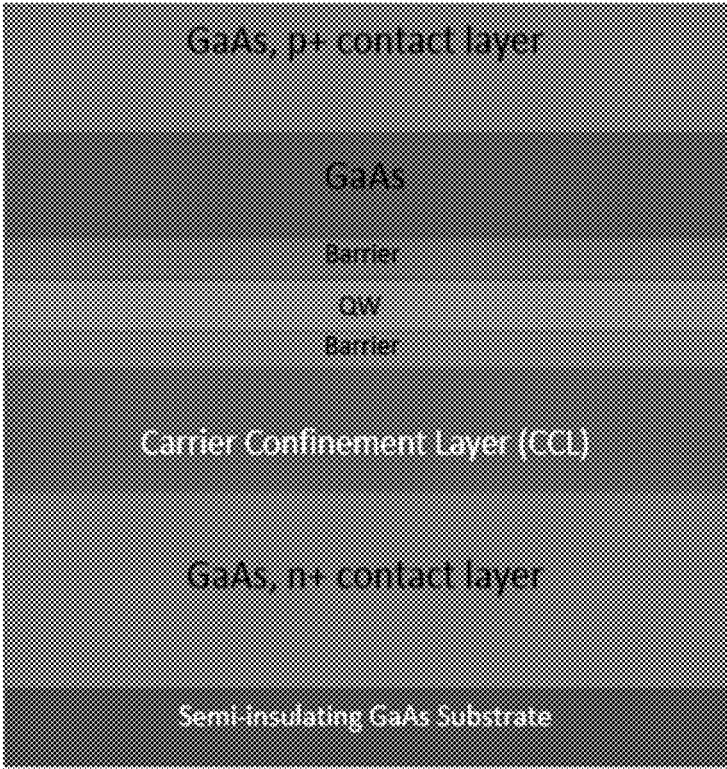 GaAs, p+ contact layer
GaAs
Barrier
QW
Barrier
Carrier Confinement Layer (CCL)
GaAs, n+ contact layer
Semi-insulating GaAs Substrate